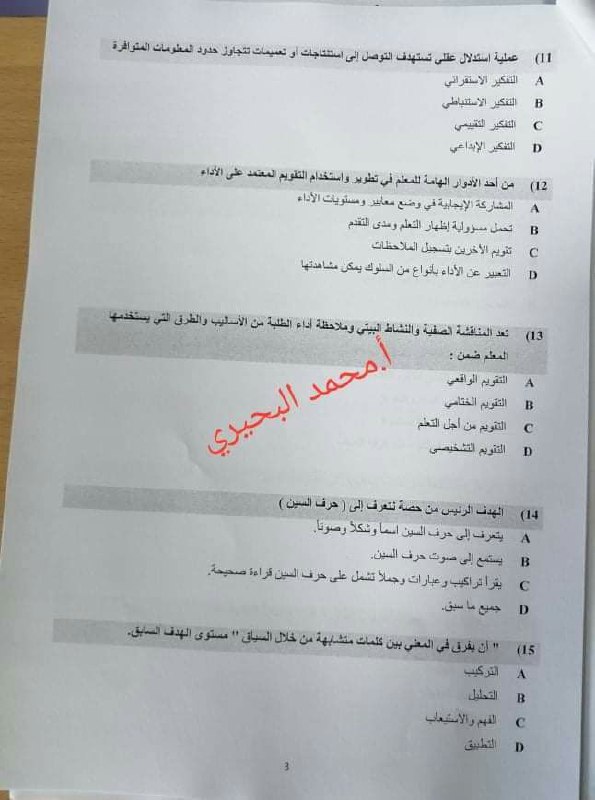 11) عملية استدلال عقلي تستهدف التوصل إلى استنتاجات أو تعميمات تتجاوز حدود المعلومات المتوافرة
A التفكير الاستقرائي
B التفكير الاستنباطي
C التفكير التقييمي
D التفكير الإبداعي
12) من أحد الأدوار الهامة للمعلم في تطوير واستخدام التقويم المعتمد على الأداء
A المشاركة الإيجابية في وضع معايير ومستويات الأداء
B تحمل مسؤولية إظهار التعلم ومدى التقدم
C تقويم الآخرين بتسجيل الملاحظات
D التعبير عن الأداء بأنواع من السلوك يمكن مشاهدتها
13) تعد المناقشة الصفية والنشاط البيتي وملاحظة أداء الطلبة من الأساليب والطرق التي يستخدمها
المعلم ضمن :
A التقويم الواقعي
B التقويم الختامي
C التقويم من أجل التعلم
D التقويم التشخيصي
أ.محمد البحيري
14) الهدف الرئيس من حصة لتعرف إلى ( حرف السين )
A يتعرف إلى حرف السين اسماً وشكلاً وصوتاً.
B يستمع إلى صوت حرف السين.
C يقرأ تراكيب وعبارات وجملاً تشمل على حرف السين قراءة صحيحة.
D جميع ما سبق.
15) " أن يفرق في المعني بين كلمات متشابهة من خلال السياق " مستوى الهدف السابق.
A التركيب
B التحليل
C الفهم والاستيعاب
D التطبيق
3